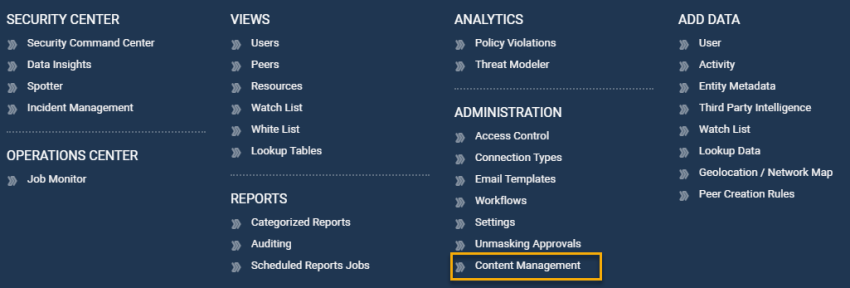 SECURITY CENTER
Security Command Center
Data Insights
Spotter
Incident Management
OPERATIONS CENTER
Job Monitor
VIEWS
Users
Peers
Resources
Watch List
White List
Lookup Tables
REPORTS
Categorized Reports
Auditing
Scheduled Reports Jobs
ANALYTICS
Policy Violations
Threat Modeler
ADMINISTRATION
Access Control
Connection Types
Email Templates
Workflows
Settings
Unmasking Approvals
Content Management
ADD DATA
User
Activity
Entity Metadata
Third Party Intelligence
Watch List
Lookup Data
Geolocation / Network Map
Peer Creation Rules